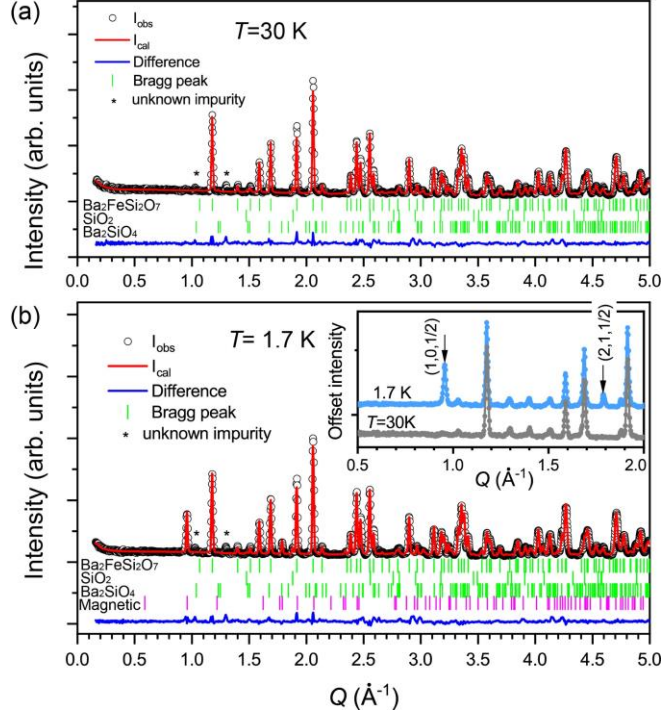 (a)
T=30 K
I_obs
I_cal
Difference
Bragg peak
* unknown impurity
* *
Ba₂FeSi₂O₇
SiO₂
Ba₂SiO₄
Intensity (arb. units)
0.0 0.5 1.0 1.5 2.0 2.5 3.0 3.5 4.0 4.5 5.0
(b)
T= 1.7 K
I_obs
I_cal
Difference
Bragg peak
* unknown impurity
* *
Ba₂FeSi₂O₇
SiO₂
Ba₂SiO₄
Magnetic
Intensity (arb. units)
(1,0,1/2)
(2,1,1/2)
1.7 K
T=30K
Offset intensity
0.5 1.0 1.5 2.0
Q (Å⁻¹)
0.0 0.5 1.0 1.5 2.0 2.5 3.0 3.5 4.0 4.5 5.0
Q (Å⁻¹)